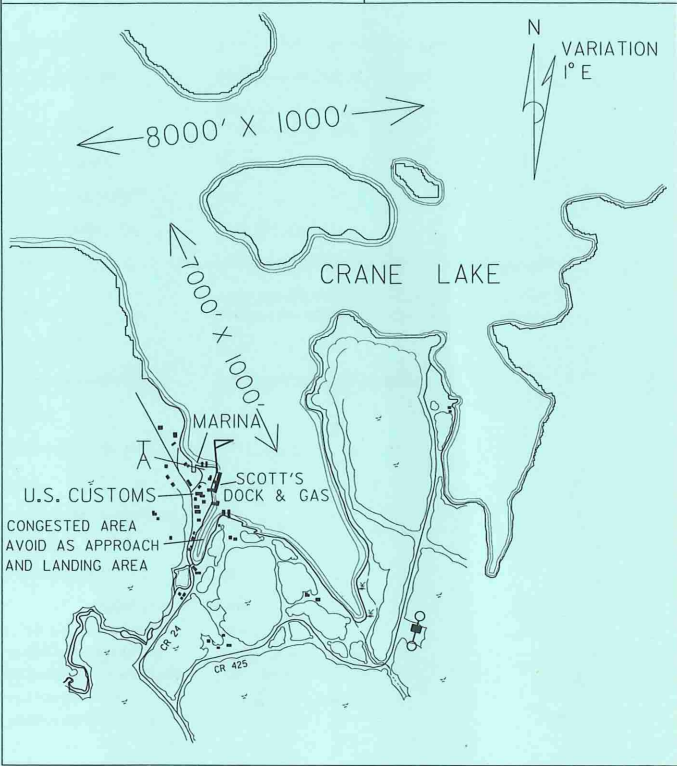 N
VARIATION
1° E
8000' X 1000'
7000' X 1000'
CRANE LAKE
MARINA
U.S. CUSTOMS
SCOTT'S
DOCK & GAS
CONGESTED AREA
AVOID AS APPROACH
AND LANDING AREA
CR 24
CR 425